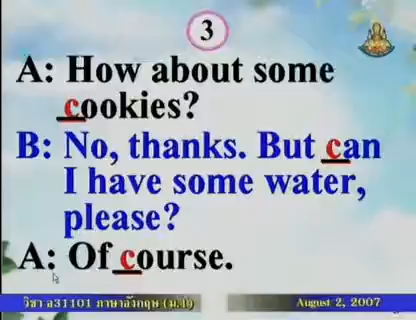 3
A: How about some
cookies?
B: No, thanks. But can
I have some water,
please?
A: Of course.
วิชา อ31101 ภาษาอังกฤษ (ม.1)
August 2, 2007